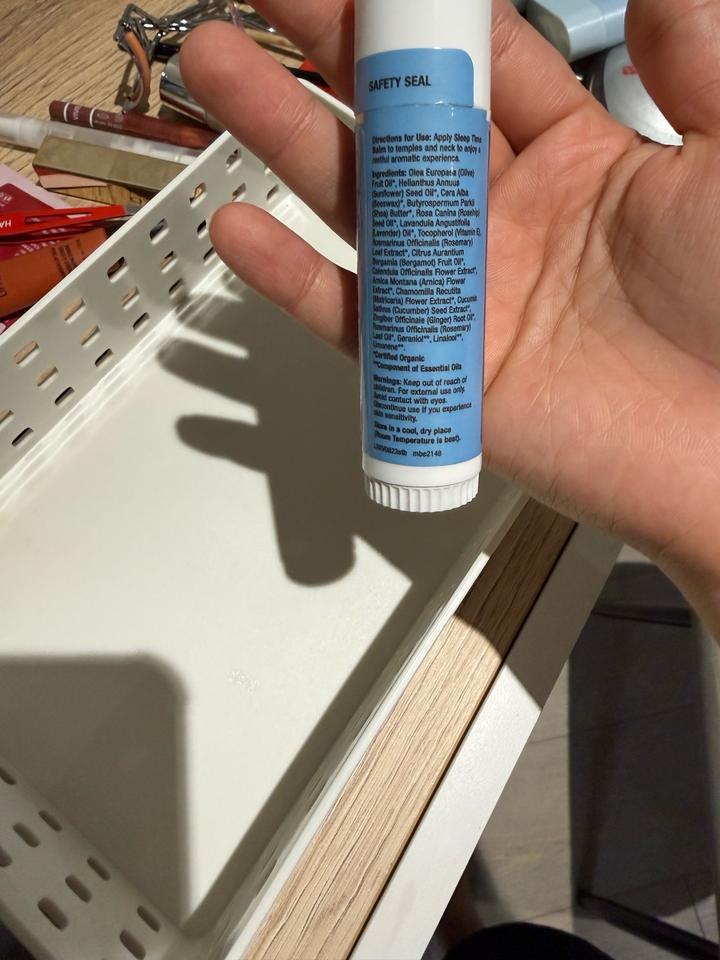 SAFETY SEAL
Directions for Use: Apply Sleep Time
Balm to temples and neck to enjoy a
restful aromatic experience.
Ingredients: Olea Europaea (Olive)
Fruit Oil*, Helianthus Annuus
(Sunflower) Seed Oil*, Cera Alba
(Beeswax)*, Butyrospermum Parkii
(Shea) Butter*, Rosa Canina (Rosehip)
Seed Oil*, Lavandula Angustifolia
(Lavender) Oil*, Tocopherol (Vitamin E),
Rosmarinus Officinalis (Rosemary)
Leaf Extract*, Citrus Aurantium
Bergamia (Bergamot) Fruit Oil*,
Calendula Officinalis Flower Extract*,
Arnica Montana (Arnica) Flower
Extract*, Chamomilla Recutita
(Matricaria) Flower Extract*, Cucumis
Sativus (Cucumber) Seed Extract*,
Zingiber Officinale (Ginger) Root Oil*,
Rosmarinus Officinalis (Rosemary)
Leaf Oil*, Geraniol**, Linalool**,
Limonene**.
*Certified Organic
**Component of Essential Oils
Warnings: Keep out of reach of
children. For external use only.
Avoid contact with eyes.
Discontinue use if you experience
skin sensitivity.
Store in a cool, dry place
(Room Temperature is best).
mbe2148